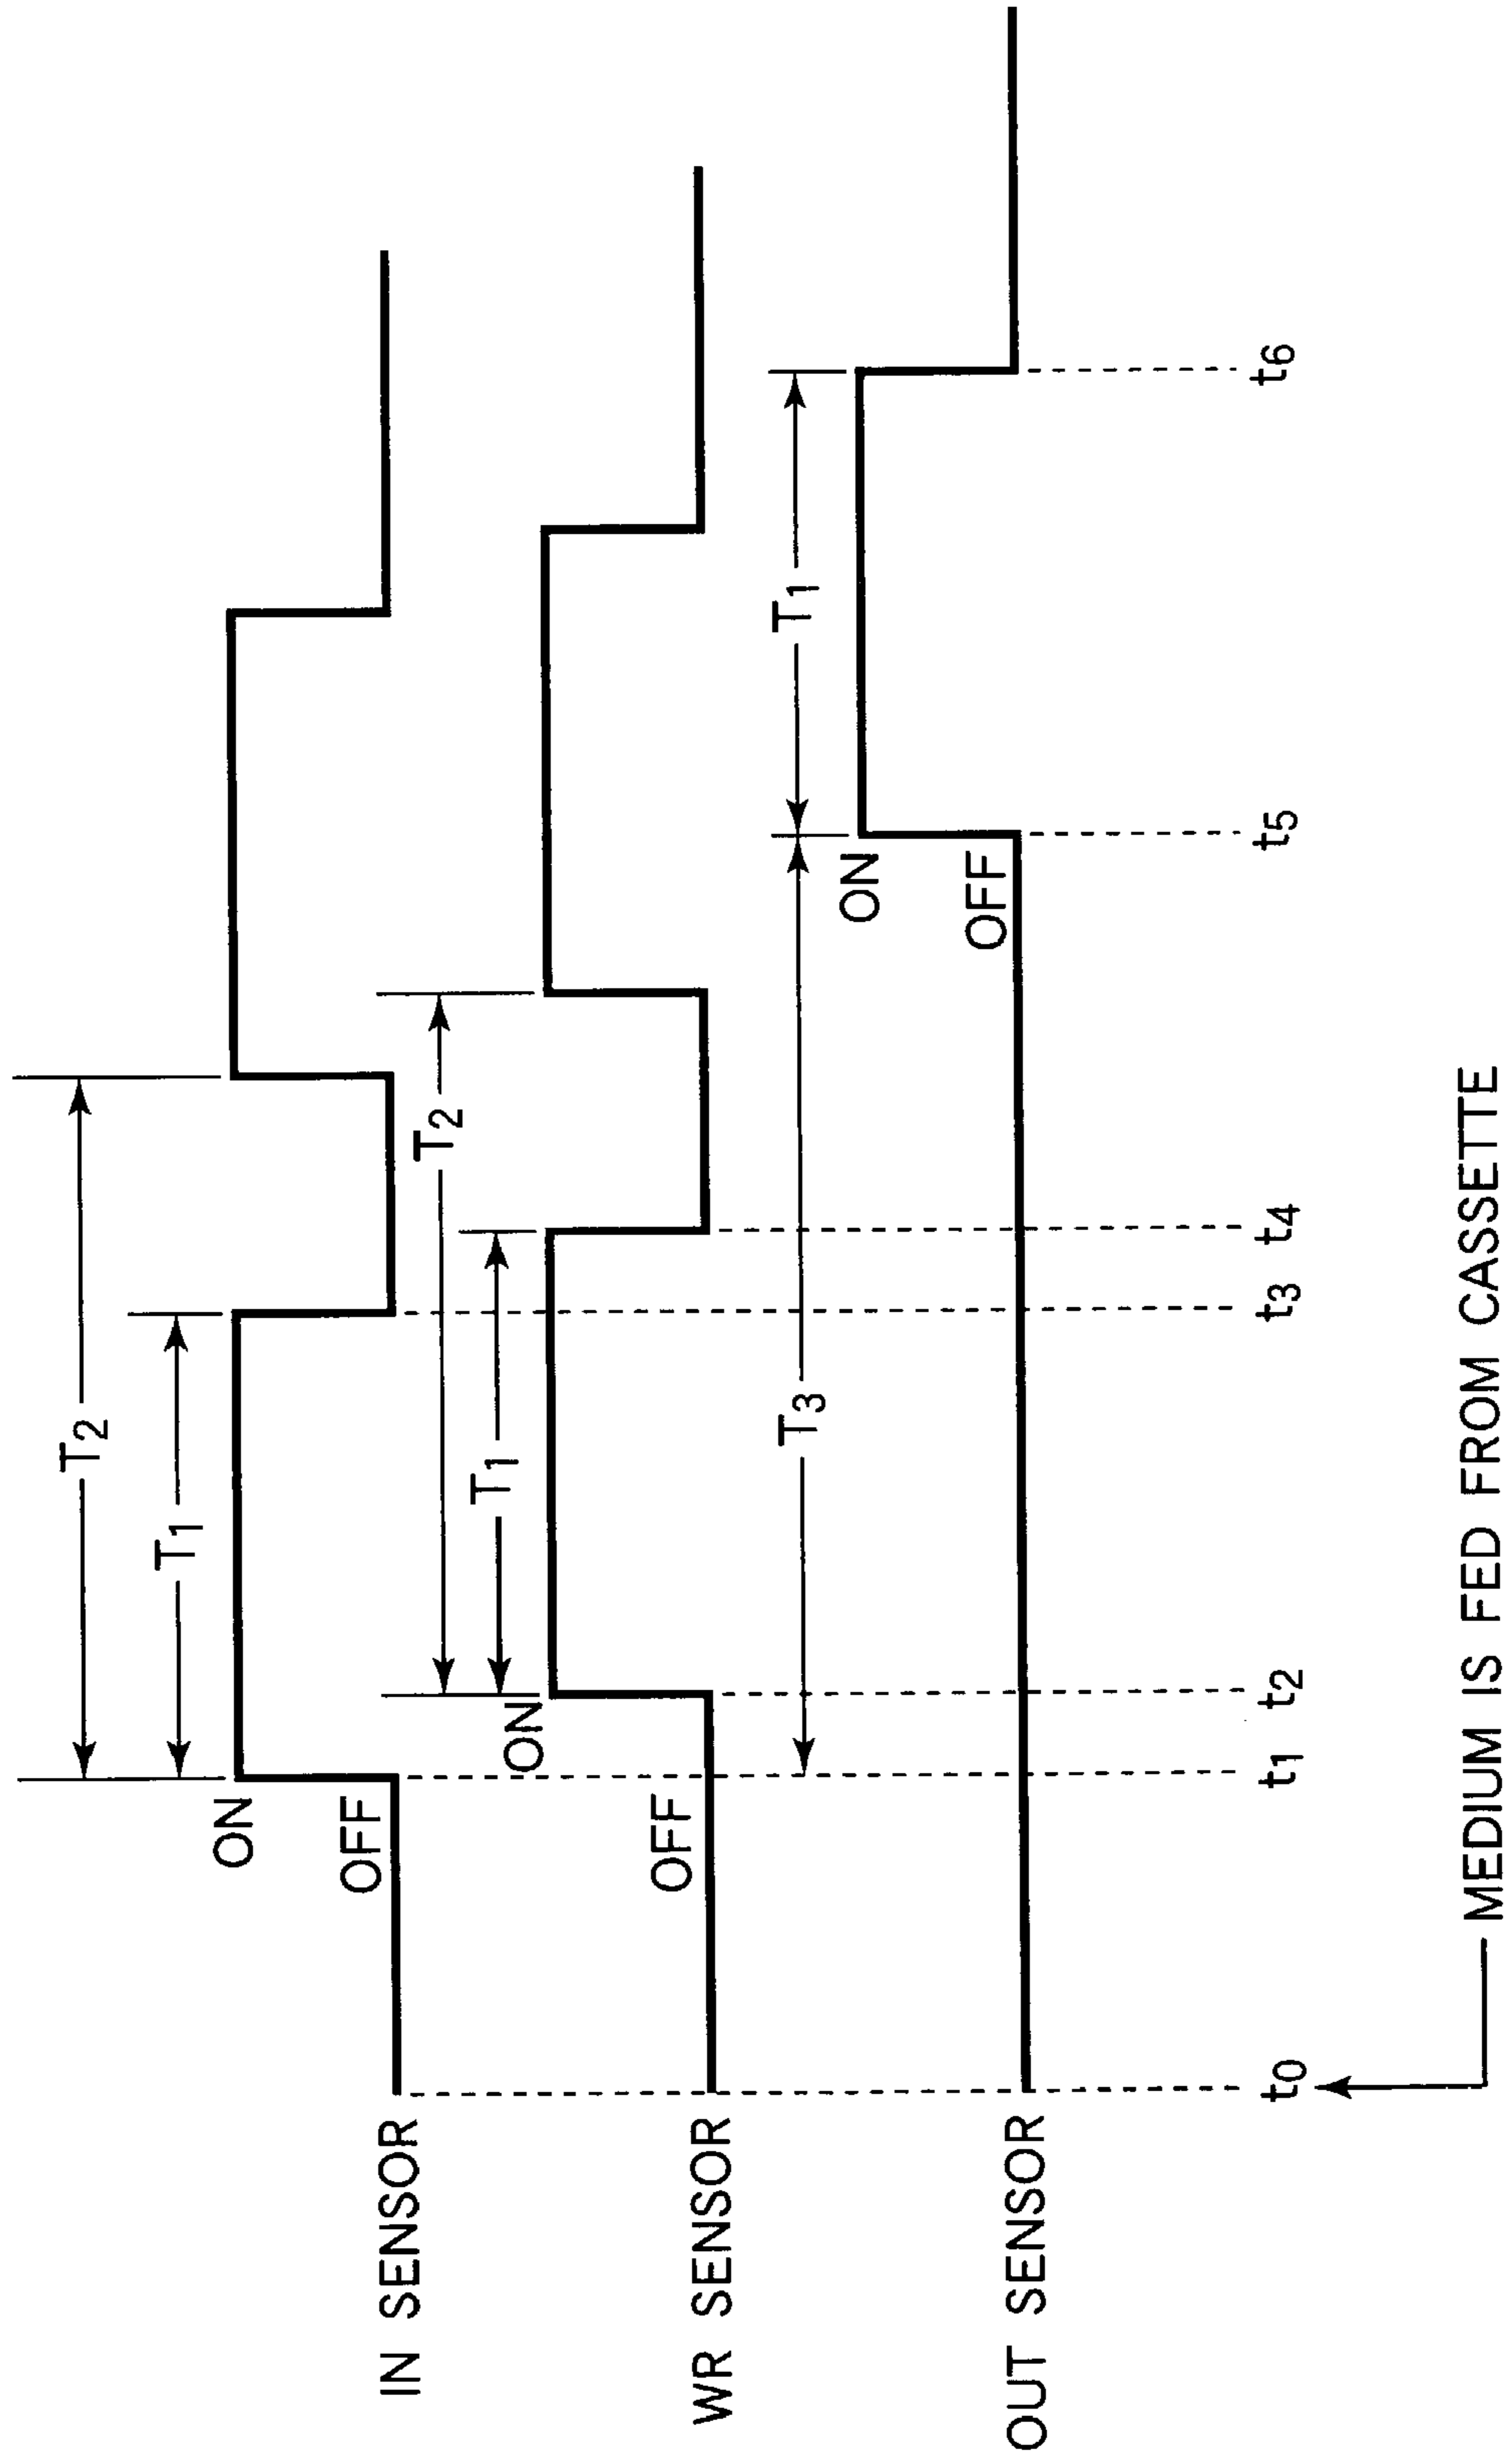 T2
T1
ON
OFF
IN SENSOR
T2
T1
ON
OFF
WR SENSOR
T3
T1
ON
OFF
OUT SENSOR
t0 t1 t2 t3 t4 t5 t6
MEDIUM IS FED FROM CASSETTE